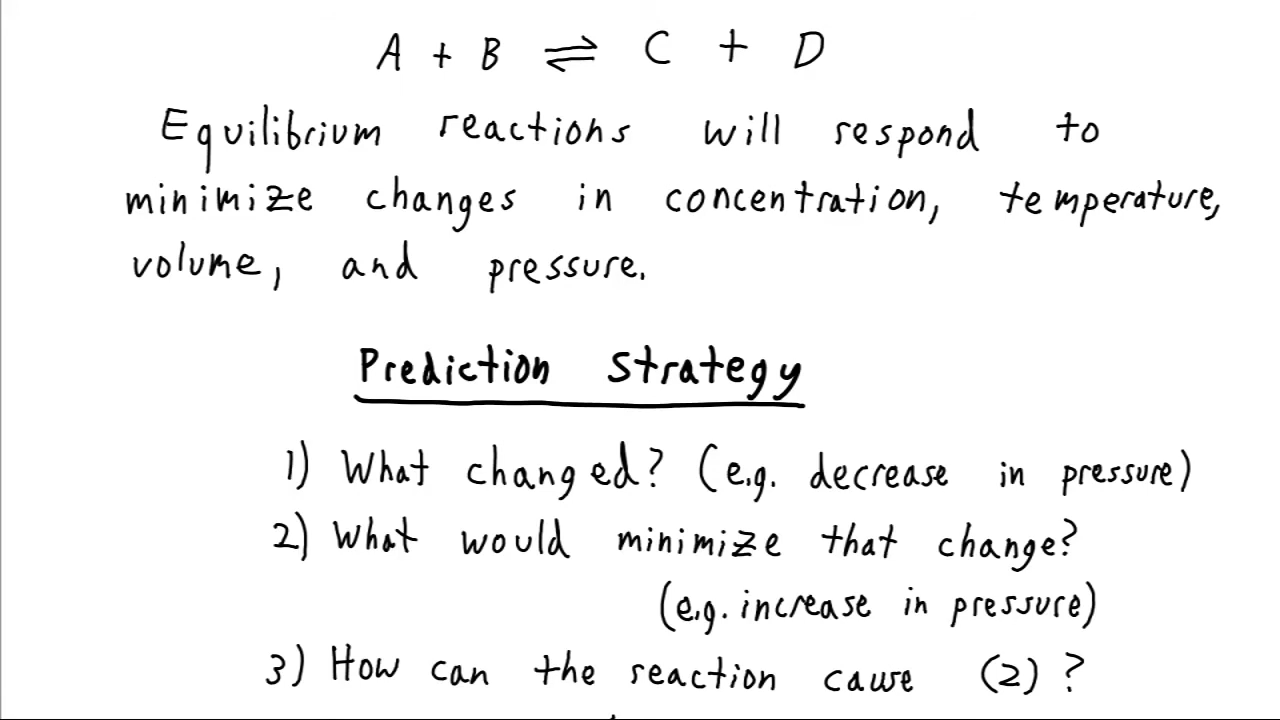 A + B ⇌ C + D
Equilibrium reactions will respond to
minimize changes in concentration, temperature,
volume, and pressure.
Prediction Strategy
1) What changed? (e.g. decrease in pressure)
2) What would minimize that change?
(e.g. increase in pressure)
3) How can the reaction cause (2)?